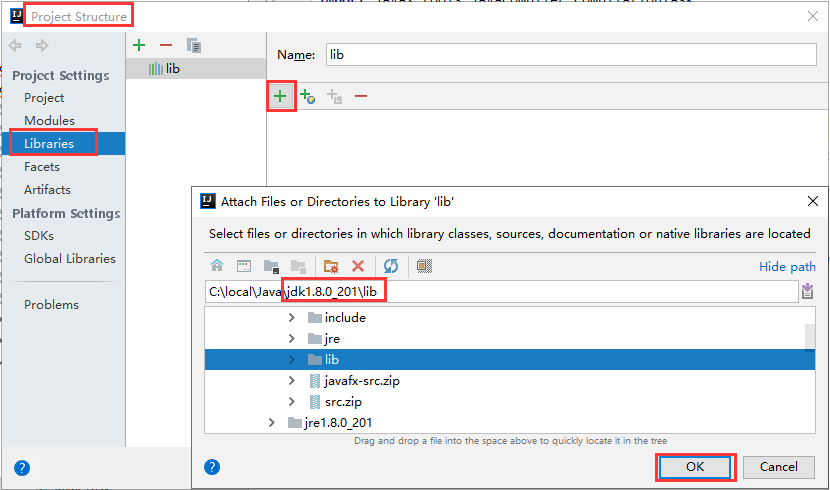 Project Structure
Name: lib
lib
Project Settings
Project
Modules
Libraries
Facets
Artifacts
Platform Settings
SDKs
Global Libraries
Problems
Attach Files or Directories to Library 'lib'
Select files or directories in which library classes, sources, documentation or native libraries are located
Hide path
C:\local\Java\jdk1.8.0_201\lib
include
jre
lib
javafx-src.zip
src.zip
jre1.8.0_201
Drag and drop a file into the space above to quickly locate it in the tree
OK
Cancel